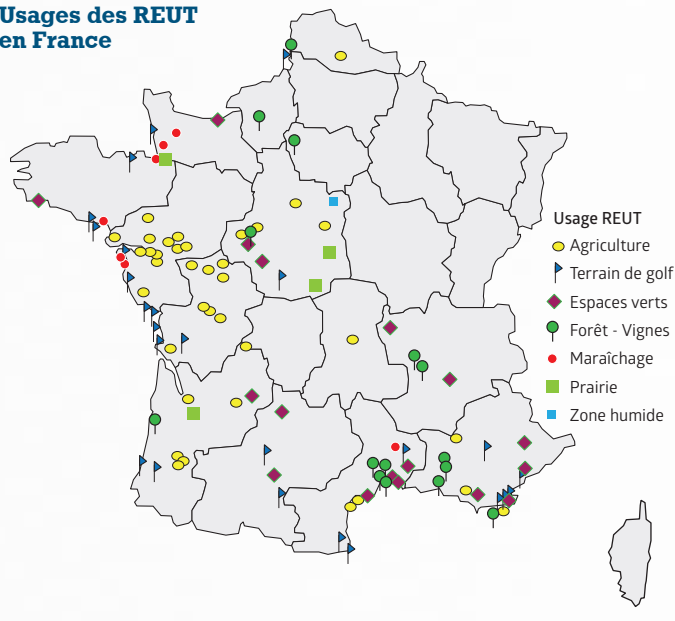 Usages des REUT
en France
Usage REUT
Agriculture
Terrain de golf
Espaces verts
Forêt - Vignes
Maraîchage
Prairie
Zone humide